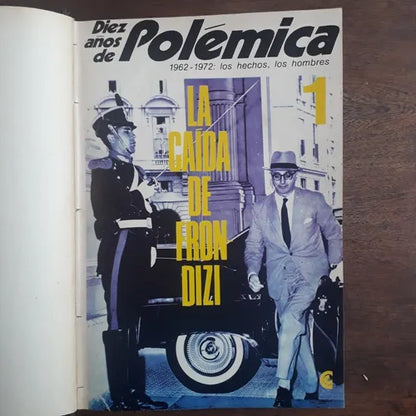 Diez
años
de Polémica
1962-1972: los hechos, los hombres
1
LA
CAIDA
DE
FRON
DIZI